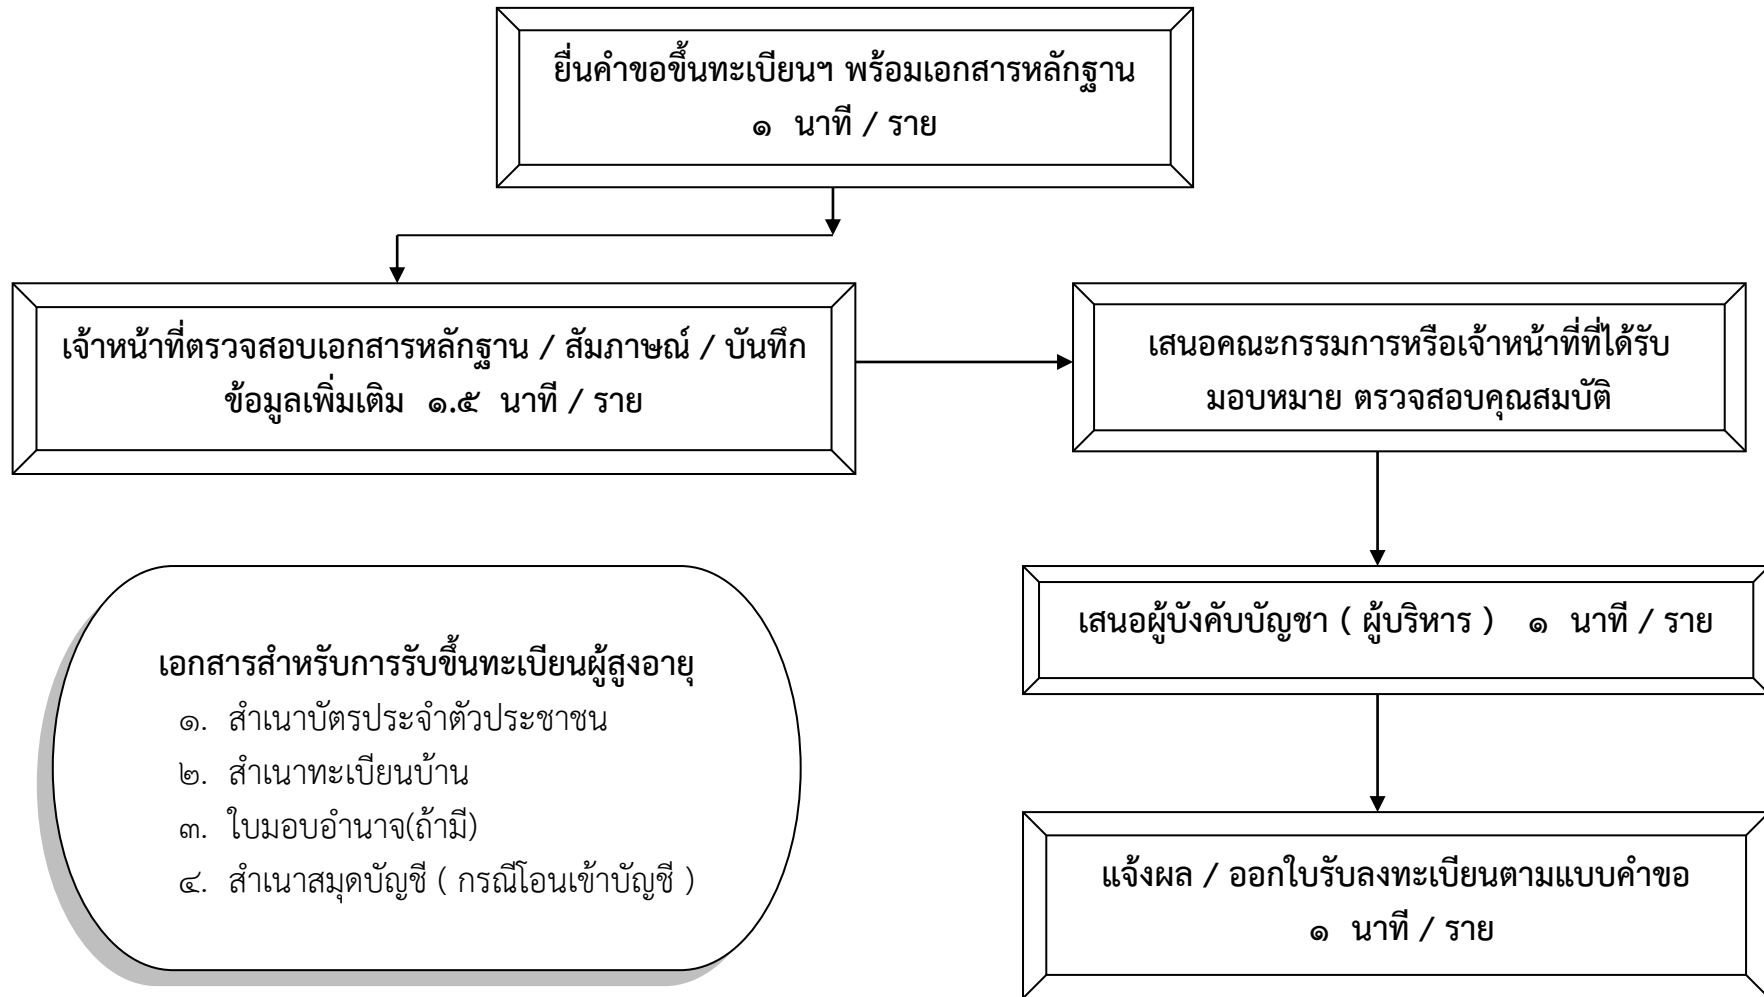 ยื่นคำขอขึ้นทะเบียนฯ พร้อมเอกสารหลักฐาน
๑ นาที / ราย
เจ้าหน้าที่ตรวจสอบเอกสารหลักฐาน / สัมภาษณ์ / บันทึก
ข้อมูลเพิ่มเติม ๑.๕ นาที / ราย
เสนอคณะกรรมการหรือเจ้าหน้าที่ที่ได้รับ
มอบหมาย ตรวจสอบคุณสมบัติ
เสนอผู้บังคับบัญชา ( ผู้บริหาร ) ๑ นาที / ราย
แจ้งผล / ออกใบรับลงทะเบียนตามแบบคำขอ
๑ นาที / ราย
เอกสารสำหรับการรับขึ้นทะเบียนผู้สูงอายุ
๑. สำเนาบัตรประจำตัวประชาชน
๒. สำเนาทะเบียนบ้าน
๓. ใบมอบอำนาจ(ถ้ามี)
๔. สำเนาสมุดบัญชี ( กรณีโอนเข้าบัญชี )